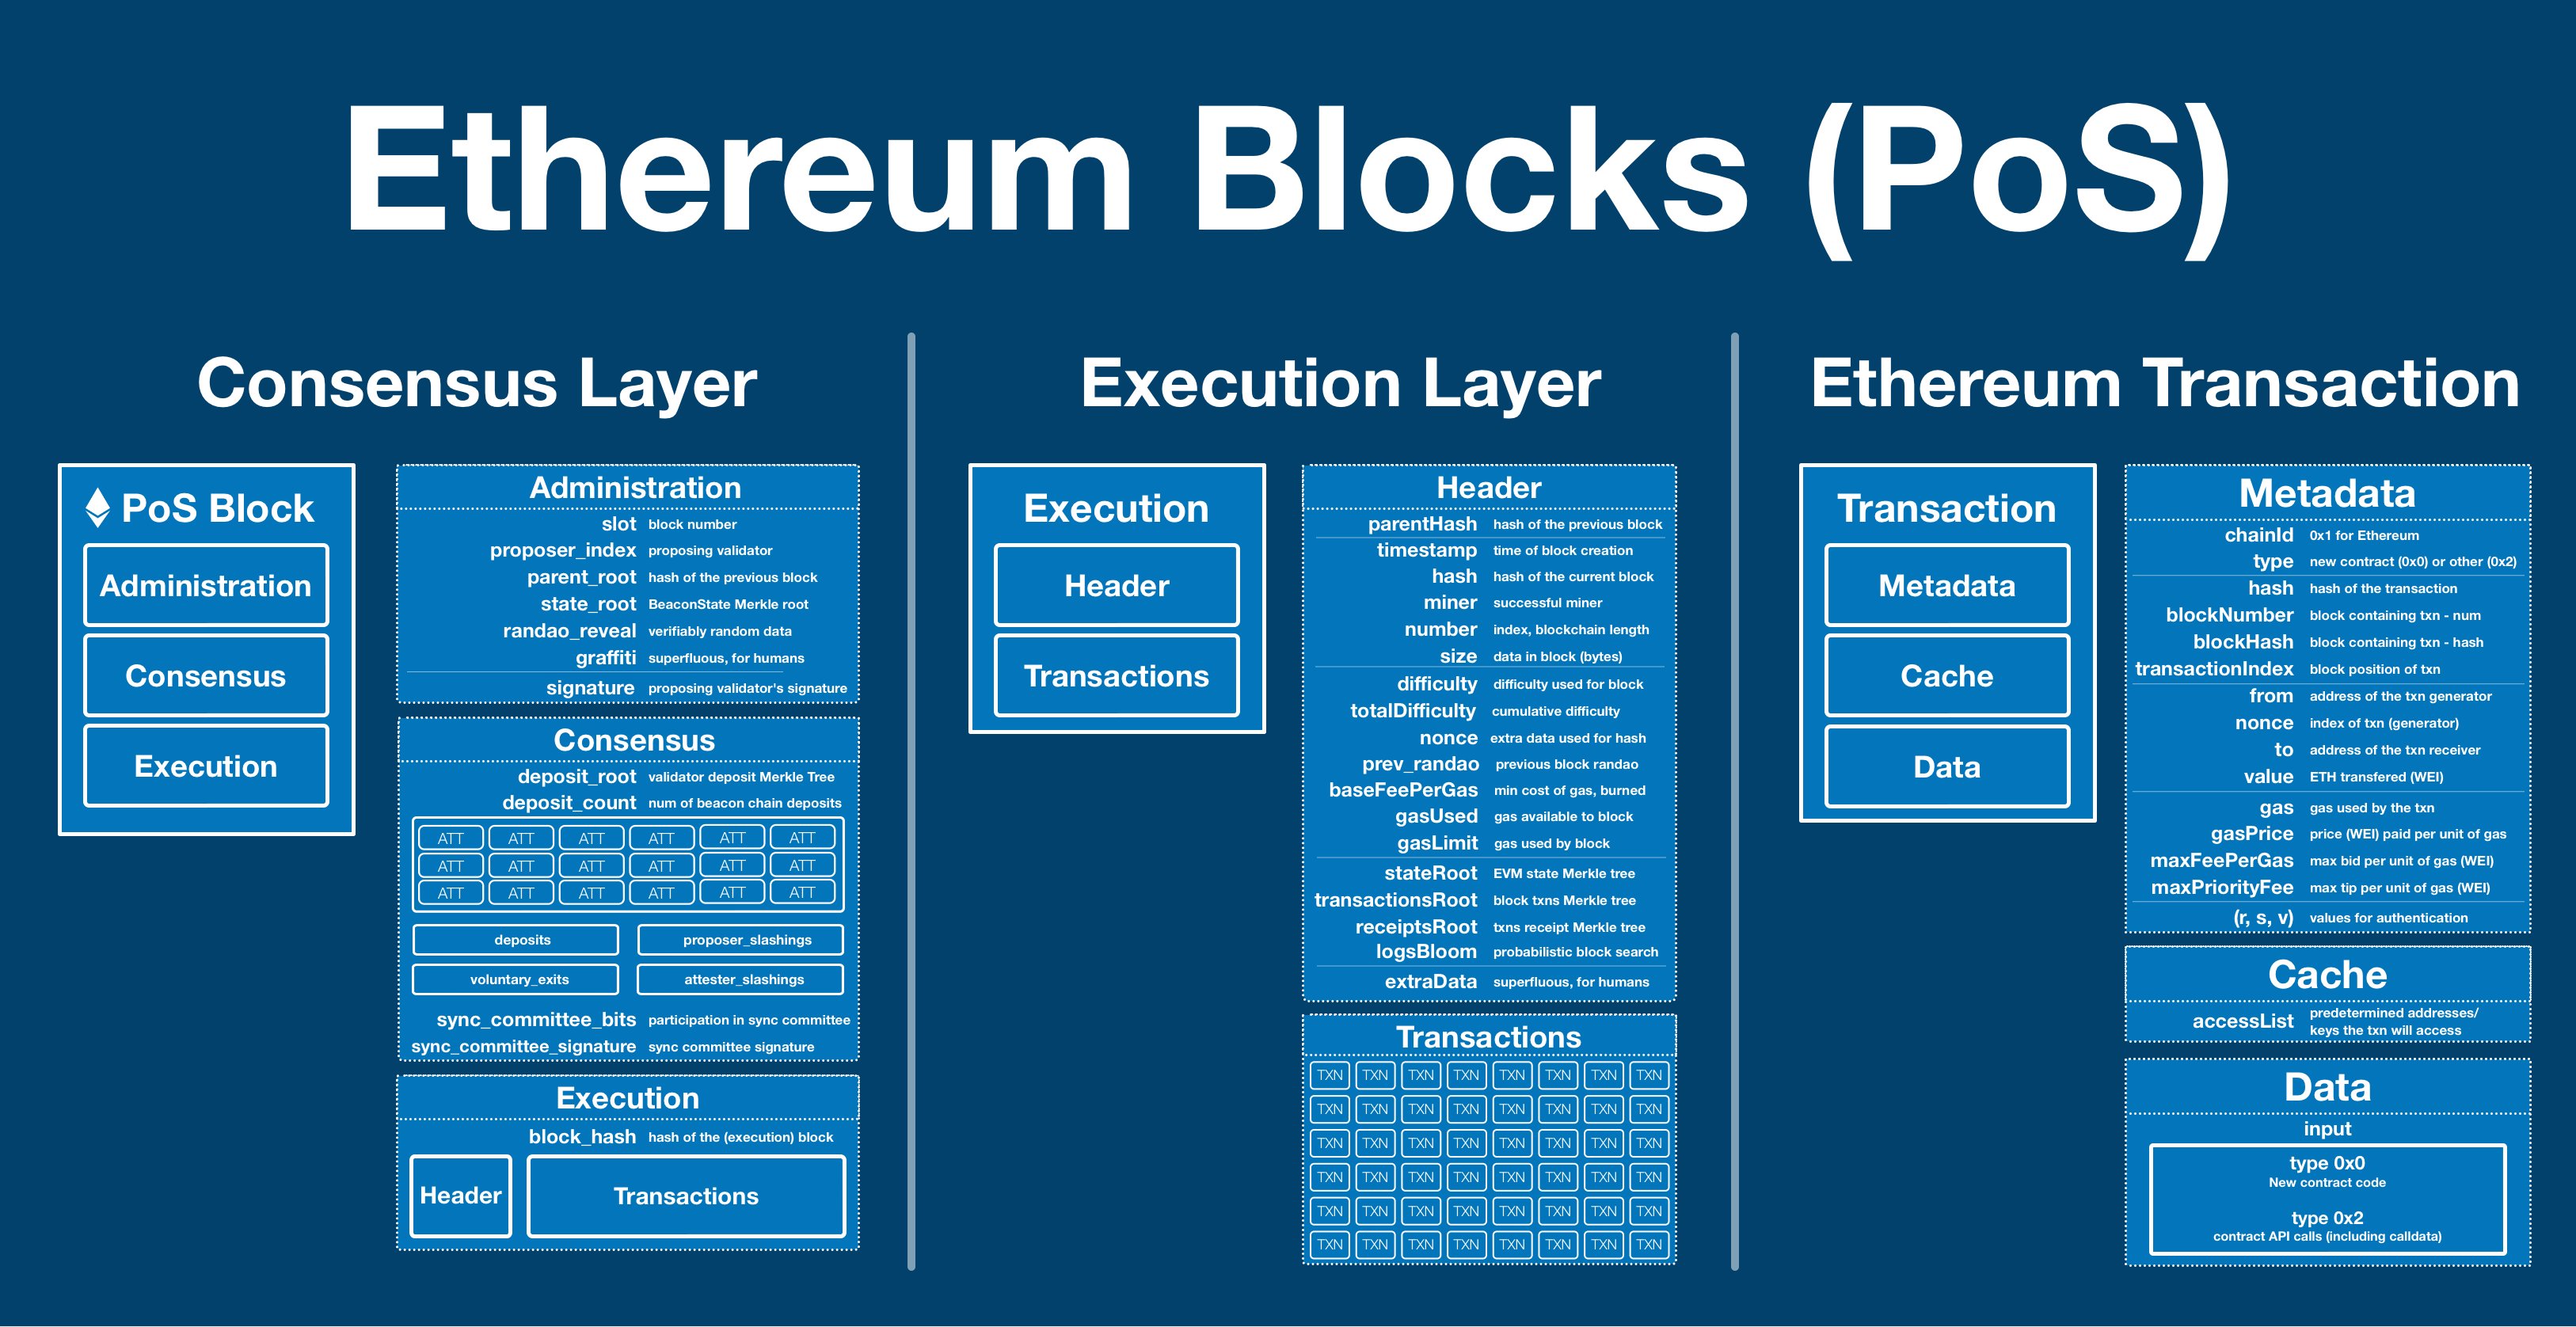 Ethereum Blocks (PoS)
Consensus Layer
PoS Block
Administration
Consensus
Execution
Administration
slot block number
proposer_index proposing validator
parent_root hash of the previous block
state_root BeaconState Merkle root
randao_reveal verifiably random data
graffiti superfluous, for humans
signature proposing validator's signature
Consensus
deposit_root validator deposit Merkle Tree
deposit_count num of beacon chain deposits
ATT ATT ATT ATT ATT ATT
ATT ATT ATT ATT ATT ATT
ATT ATT ATT ATT ATT ATT
deposits proposer_slashings
voluntary_exits attester_slashings
sync_committee_bits participation in sync committee
sync_committee_signature sync committee signature
Execution
block_hash hash of the (execution) block
Header Transactions
Execution Layer
Execution
Header
Transactions
Header
parentHash hash of the previous block
timestamp time of block creation
hash hash of the current block
miner successful miner
number index, blockchain length
size data in block (bytes)
difficulty difficulty used for block
totalDifficulty cumulative difficulty
nonce extra data used for hash
prev_randao previous block randao
baseFeePerGas min cost of gas, burned
gasUsed gas available to block
gasLimit gas used by block
stateRoot EVM state Merkle tree
transactionsRoot block txns Merkle tree
receiptsRoot txns receipt Merkle tree
logsBloom probabilistic block search
extraData superfluous, for humans
Transactions
TXN TXN TXN TXN TXN TXN TXN TXN
TXN TXN TXN TXN TXN TXN TXN TXN
TXN TXN TXN TXN TXN TXN TXN TXN
TXN TXN TXN TXN TXN TXN TXN TXN
TXN TXN TXN TXN TXN TXN TXN TXN
TXN TXN TXN TXN TXN TXN TXN TXN
Ethereum Transaction
Transaction
Metadata
Cache
Data
Metadata
chainId 0x1 for Ethereum
type new contract (0x0) or other (0x2)
hash hash of the transaction
blockNumber block containing txn - num
blockHash block containing txn - hash
transactionIndex block position of txn
from address of the txn generator
nonce index of txn (generator)
to address of the txn receiver
value ETH transfered (WEI)
gas gas used by the txn
gasPrice price (WEI) paid per unit of gas
maxFeePerGas max bid per unit of gas (WEI)
maxPriorityFee max tip per unit of gas (WEI)
(r, s, v) values for authentication
Cache
accessList predetermined addresses/
keys the txn will access
Data
input
type 0x0
New contract code
type 0x2
contract API calls (including calldata)